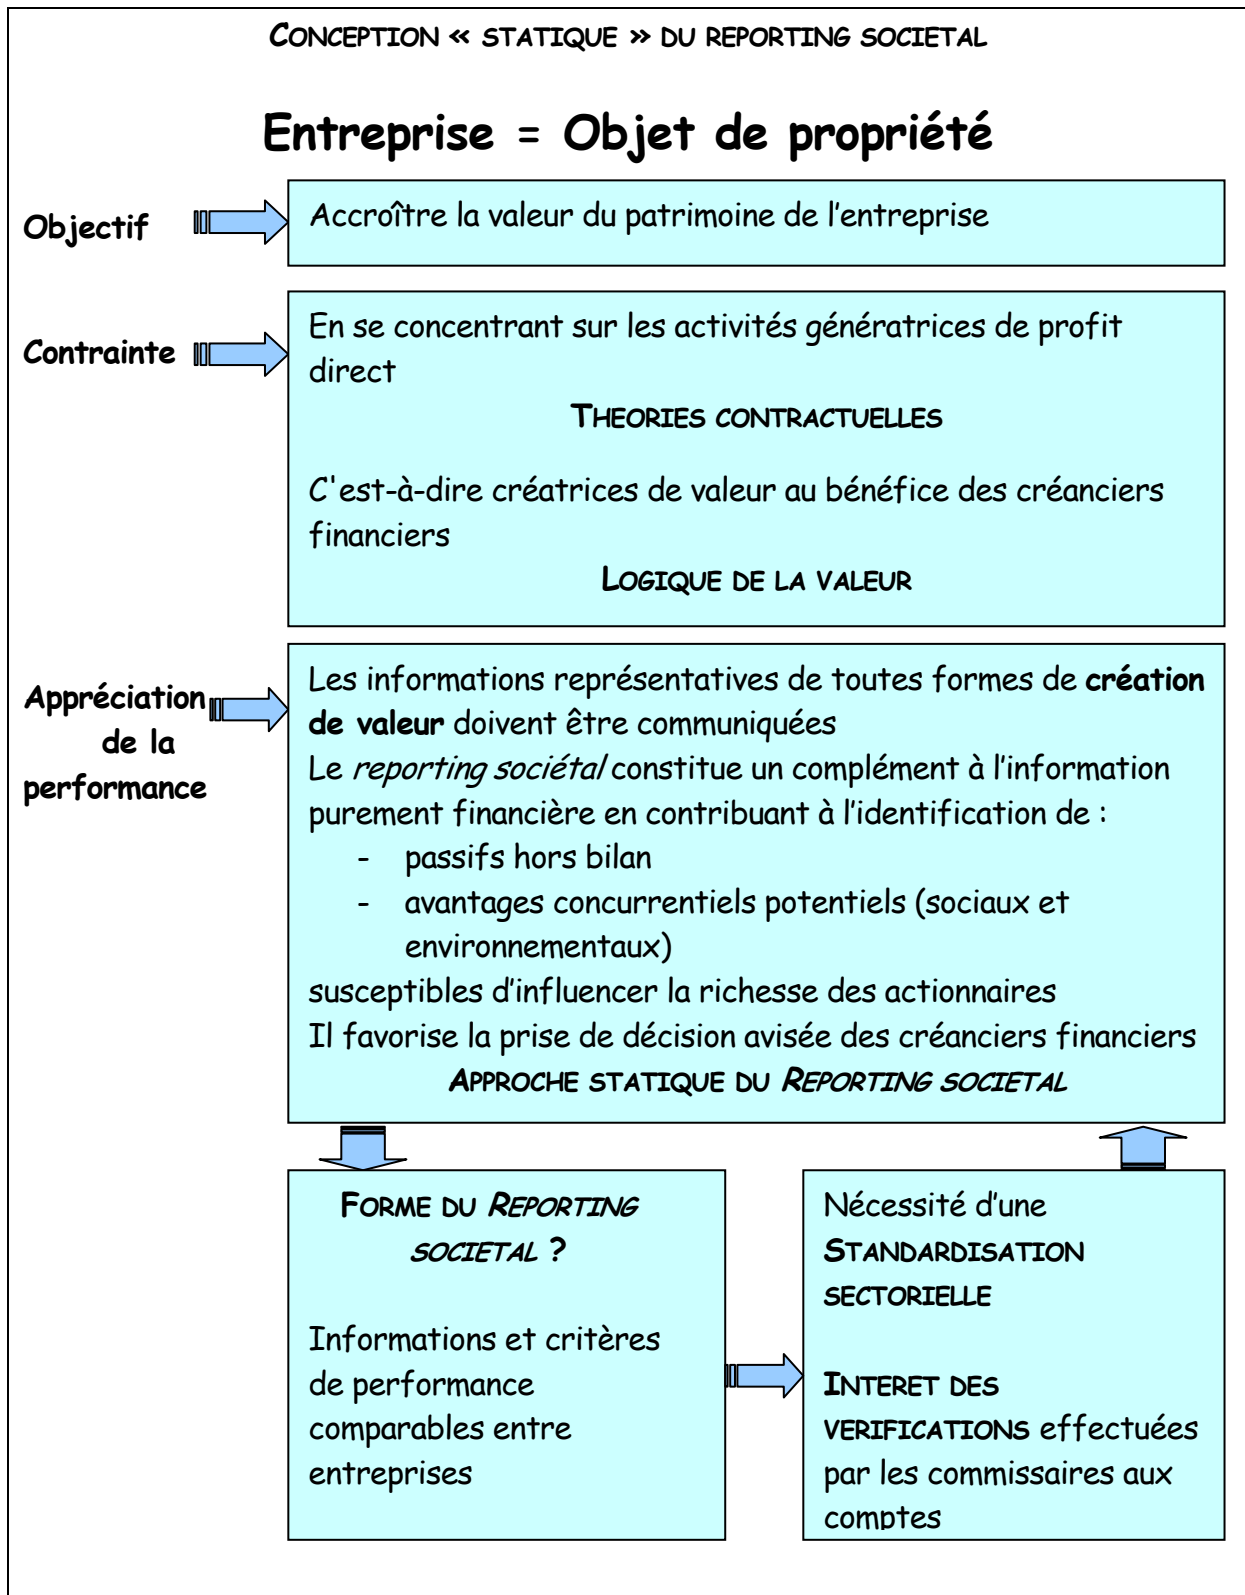 CONCEPTION « STATIQUE » DU REPORTING SOCIETAL
Entreprise = Objet de propriété
Objectif
Accroître la valeur du patrimoine de l'entreprise
Contrainte
En se concentrant sur les activités génératrices de profit
direct
THEORIES CONTRACTUELLES
C'est-à-dire créatrices de valeur au bénéfice des créanciers
financiers
LOGIQUE DE LA VALEUR
Appréciation
de la
performance
Les informations représentatives de toutes formes de création
de valeur doivent être communiquées
Le reporting sociétal constitue un complément à l'information
purement financière en contribuant à l'identification de :
- passifs hors bilan
- avantages concurrentiels potentiels (sociaux et
environnementaux)
susceptibles d'influencer la richesse des actionnaires
Il favorise la prise de décision avisée des créanciers financiers
APPROCHE STATIQUE DU REPORTING SOCIETAL
FORME DU REPORTING
SOCIETAL ?
Informations et critères
de performance
comparables entre
entreprises
Nécessité d'une
STANDARDISATION
SECTORIELLE
INTERET DES
VERIFICATIONS effectuées
par les commissaires aux
comptes